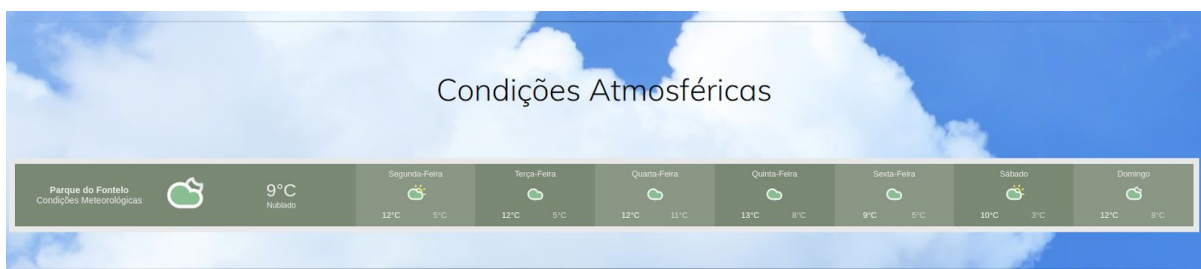 Condições Atmosféricas
Parque do Fontelo
Condições Meteorológicas
9°C
Nublado
Segunda-Feira
12°C 5°C
Terça-Feira
12°C 5°C
Quarta-Feira
12°C 11°C
Quinta-Feira
13°C 8°C
Sexta-Feira
9°C 5°C
Sábado
10°C 3°C
Domingo
12°C 8°C